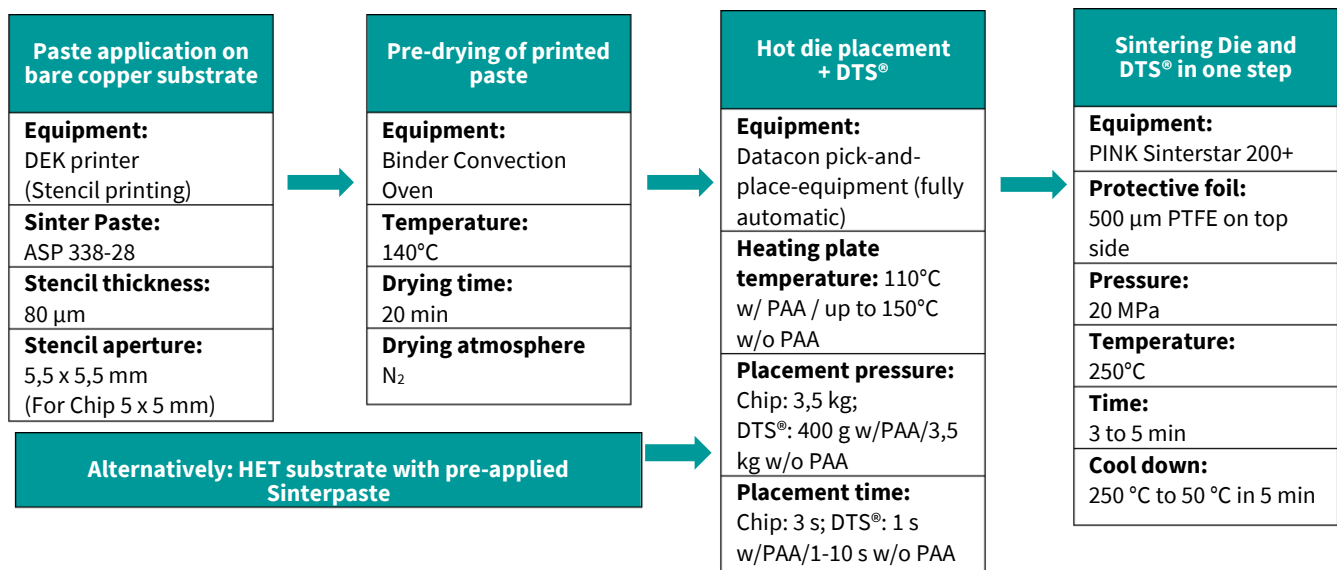 Paste application on
bare copper substrate
Equipment:
DEK printer
(Stencil printing)
Sinter Paste:
ASP 338-28
Stencil thickness:
80 µm
Stencil aperture:
5,5 x 5,5 mm
(For Chip 5 x 5 mm)
Pre-drying of printed
paste
Equipment:
Binder Convection
Oven
Temperature:
140°C
Drying time:
20 min
Drying atmosphere
N₂
Alternatively: HET substrate with pre-applied
Sinterpaste
Hot die placement
+ DTS®
Equipment:
Datacon pick-and-
place-equipment (fully
automatic)
Heating plate
temperature: 110°C
w/ PAA / up to 150°C
w/o PAA
Placement pressure:
Chip: 3,5 kg;
DTS®: 400 g w/PAA/3,5
kg w/o PAA
Placement time:
Chip: 3 s; DTS®: 1 s
w/PAA/1-10 s w/o PAA
Sintering Die and
DTS® in one step
Equipment:
PINK Sinterstar 200+
Protective foil:
500 µm PTFE on top
side
Pressure:
20 MPa
Temperature:
250°C
Time:
3 to 5 min
Cool down:
250 °C to 50 °C in 5 min